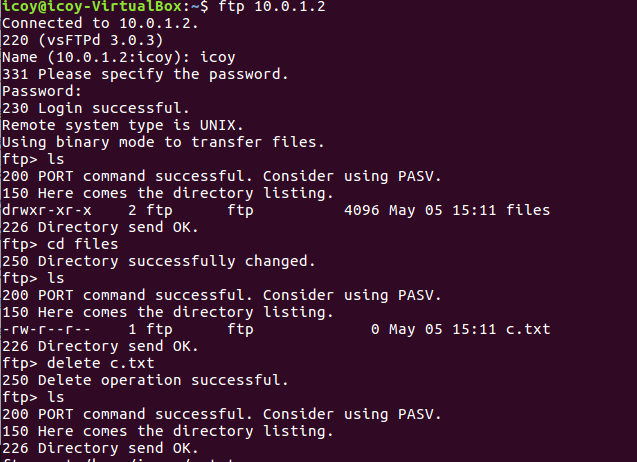 icoy@icoy-VirtualBox:~$ ftp 10.0.1.2
Connected to 10.0.1.2.
220 (vsFTPd 3.0.3)
Name (10.0.1.2:icoy): icoy
331 Please specify the password.
Password:
230 Login successful.
Remote system type is UNIX.
Using binary mode to transfer files.
ftp> ls
200 PORT command successful. Consider using PASV.
150 Here comes the directory listing.
drwxr-xr-x    2 ftp      ftp          4096 May 05 15:11 files
226 Directory send OK.
ftp> cd files
250 Directory successfully changed.
ftp> ls
200 PORT command successful. Consider using PASV.
150 Here comes the directory listing.
-rw-r--r--    1 ftp      ftp             0 May 05 15:11 c.txt
226 Directory send OK.
ftp> delete c.txt
250 Delete operation successful.
ftp> ls
200 PORT command successful. Consider using PASV.
150 Here comes the directory listing.
226 Directory send OK.